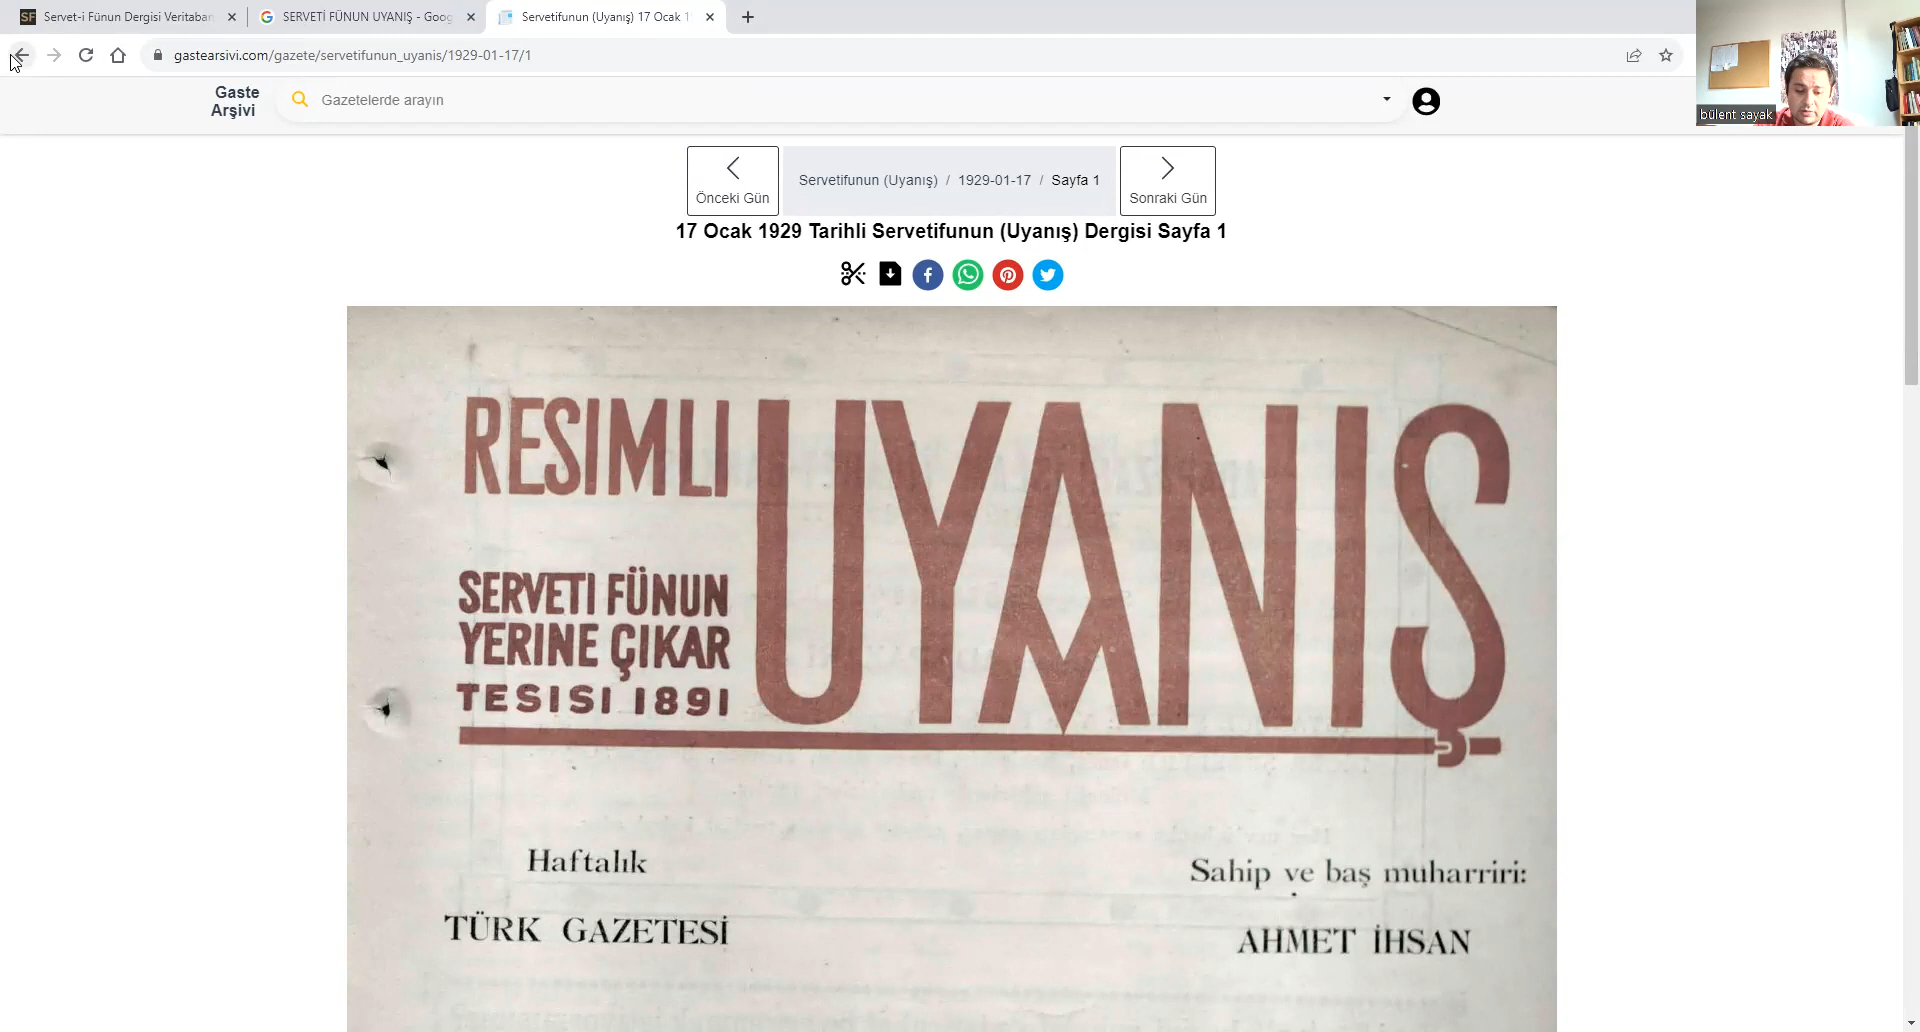 Servet-i Fünun Dergisi Veritabar
SERVETİ FÜNUN UYANIŞ - Goog
Servetifunun (Uyanış) 17 Ocak 1
gastearsivi.com/gazete/servetifunun_uyanis/1929-01-17/1
bülent sayak
Gaste
Arşivi
Gazetelerde arayın
Önceki Gün
Servetifunun (Uyanış) / 1929-01-17 / Sayfa 1
Sonraki Gün
17 Ocak 1929 Tarihli Servetifunun (Uyanış) Dergisi Sayfa 1
RESIMLI
UYANIŞ
SERVETI FÜNUN
YERINE ÇIKAR
TESISI 1891
Haftalık
TÜRK GAZETESİ
Sahip ve baş muharriri:
AHMET İHSAN